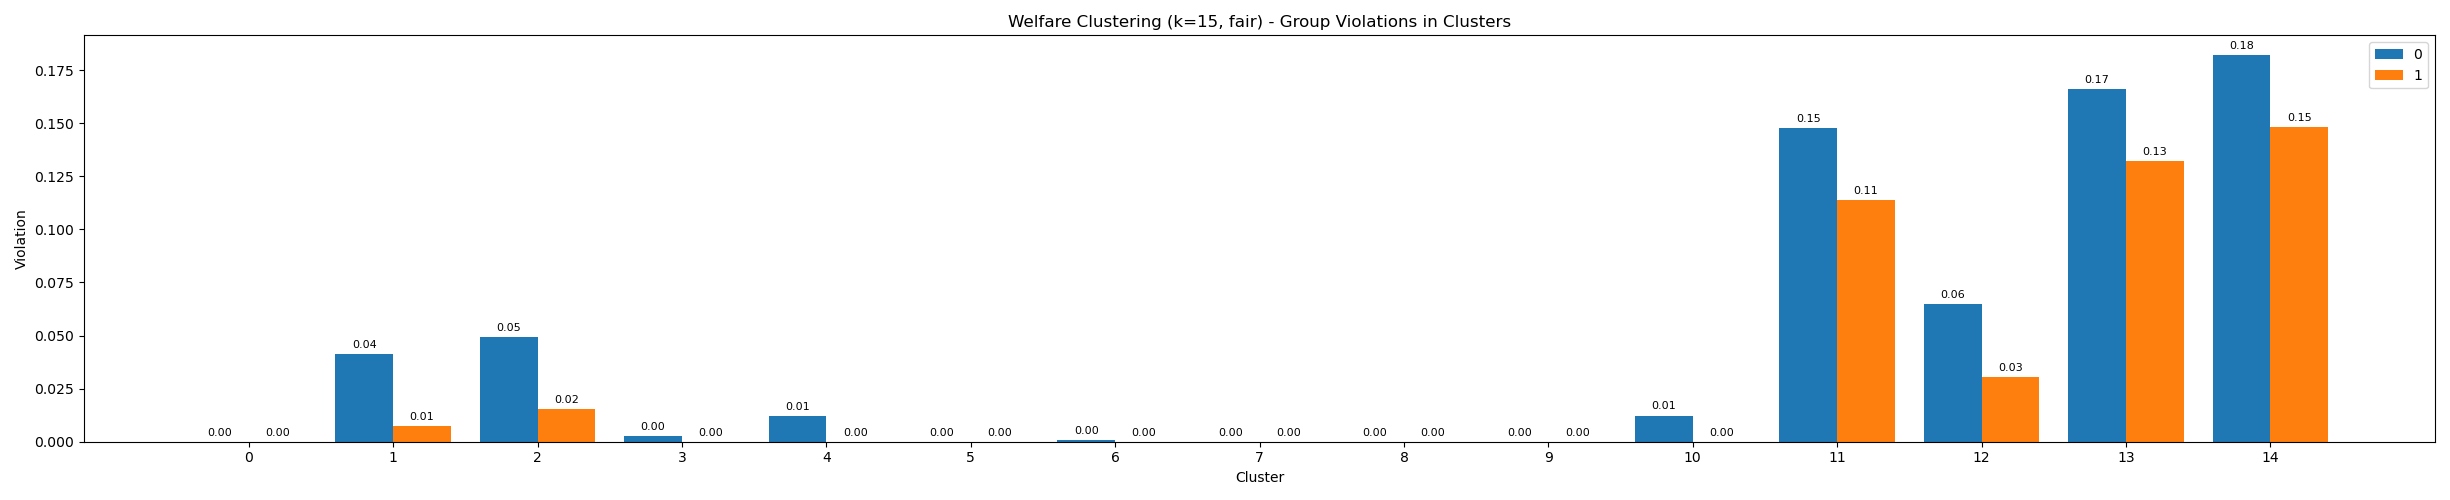 Welfare Clustering (k=15, fair) - Group Violations in Clusters
0
1
Violation
0.175
0.150
0.125
0.100
0.075
0.050
0.025
0.000
0.00 0.00 0.04 0.01 0.05 0.02 0.00 0.00 0.01 0.00 0.00 0.00 0.00 0.00 0.00 0.00 0.00 0.00 0.00 0.00 0.01 0.00 0.15 0.11 0.06 0.03 0.17 0.13 0.18 0.15
0 1 2 3 4 5 6 7 8 9 10 11 12 13 14
Cluster